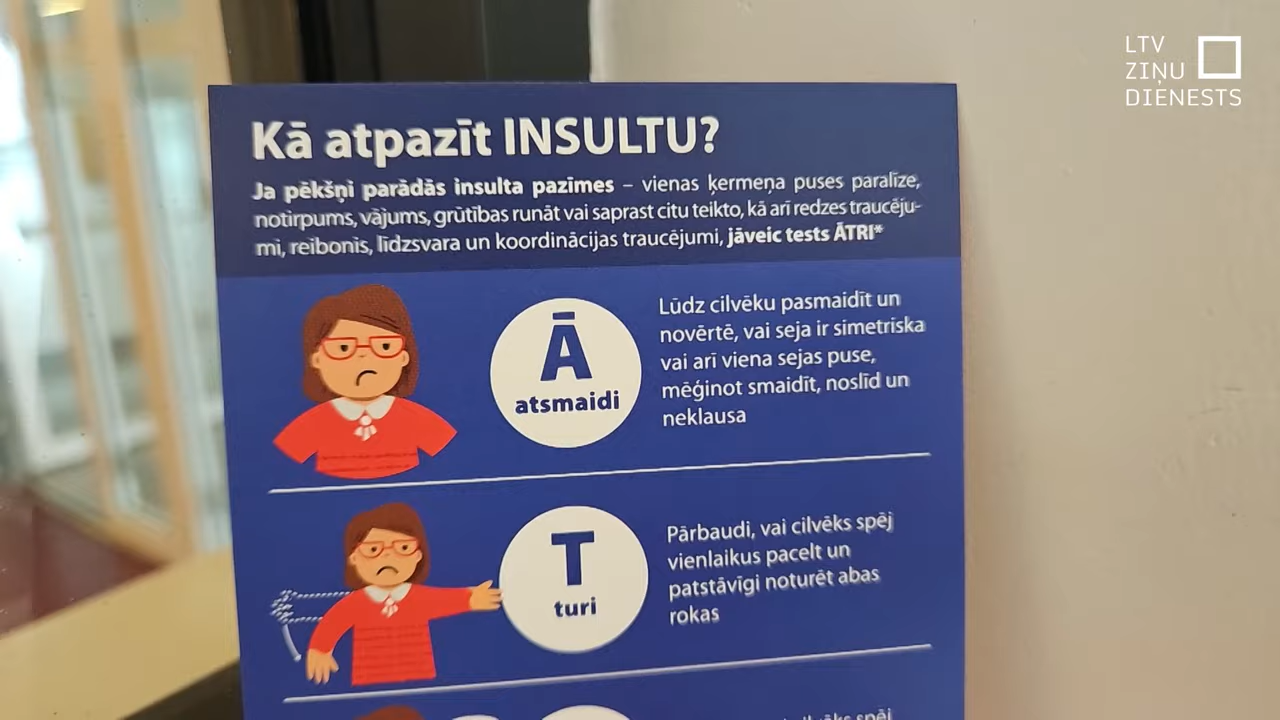 LTV
ZIŅU
DIENESTS
Kā atpazīt INSULTU?
Ja pēkšņi parādās insulta pazīmes – vienas ķermeņa puses paralīze,
notirpums, vājums, grūtības runāt vai saprast citu teikto, kā arī redzes traucēju-
mi, reibonis, līdzsvara un koordinācijas traucējumi, jāveic tests ĀTRI*
Ā
atsmaidi
Lūdz cilvēku pasmaidīt un
novērtē, vai seja ir simetriska
vai arī viena sejas puse,
mēģinot smaidīt, noslīd un
neklausa
T
turi
Pārbaudi, vai cilvēks spēj
vienlaikus pacelt un
patstāvīgi noturēt abas
rokas
cilvēks spēj